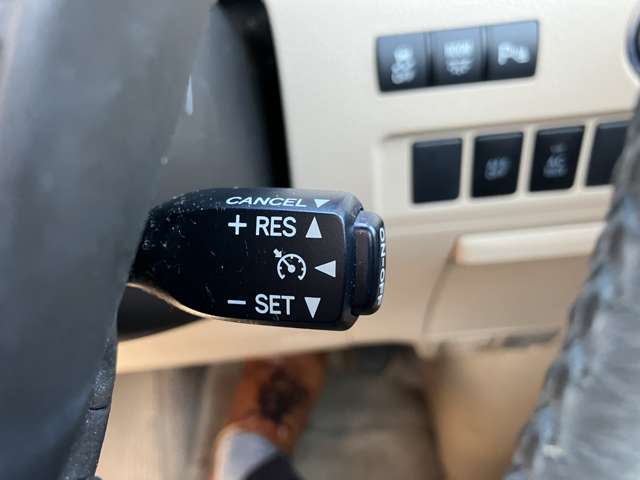 CANCEL ▼
+ RES ▲
◀
− SET ▼
ON-OFF